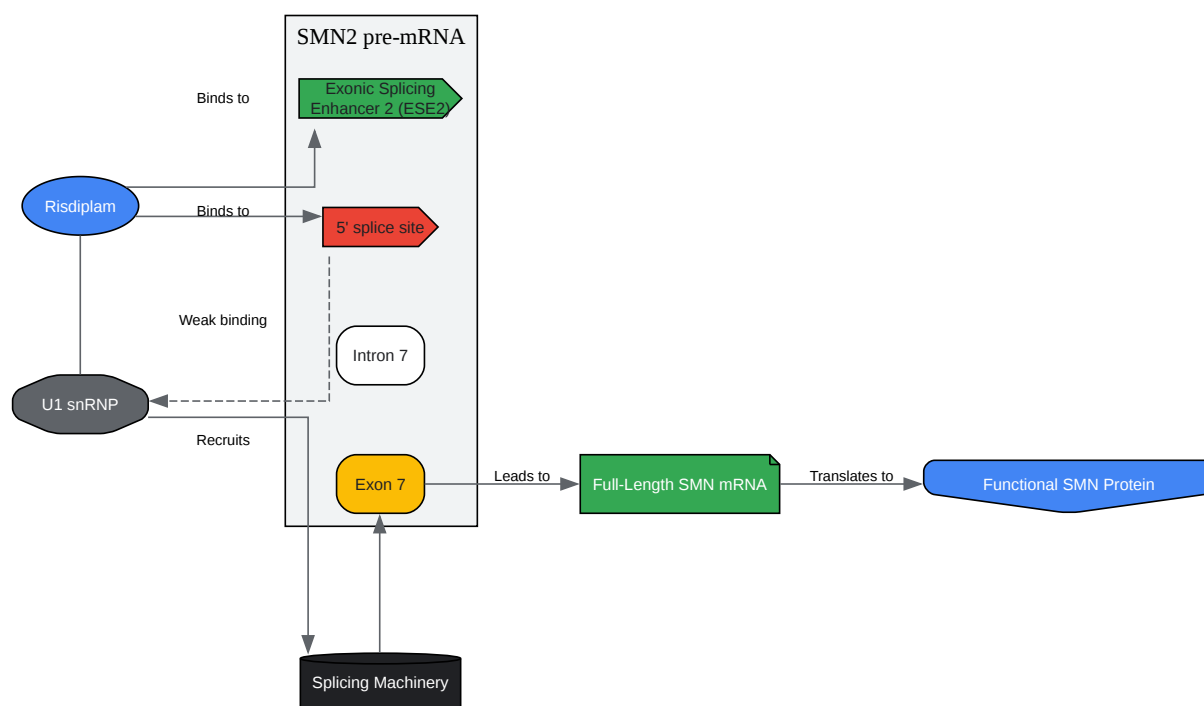 SMN2 pre-mRNA
Exonic Splicing
Enhancer 2 (ESE2)
Binds to
Risdiplam
Binds to
5' splice site
Weak binding
Intron 7
U1 snRNP
Recruits
Exon 7
Leads to
Full-Length SMN mRNA
Translates to
Functional SMN Protein
Splicing Machinery